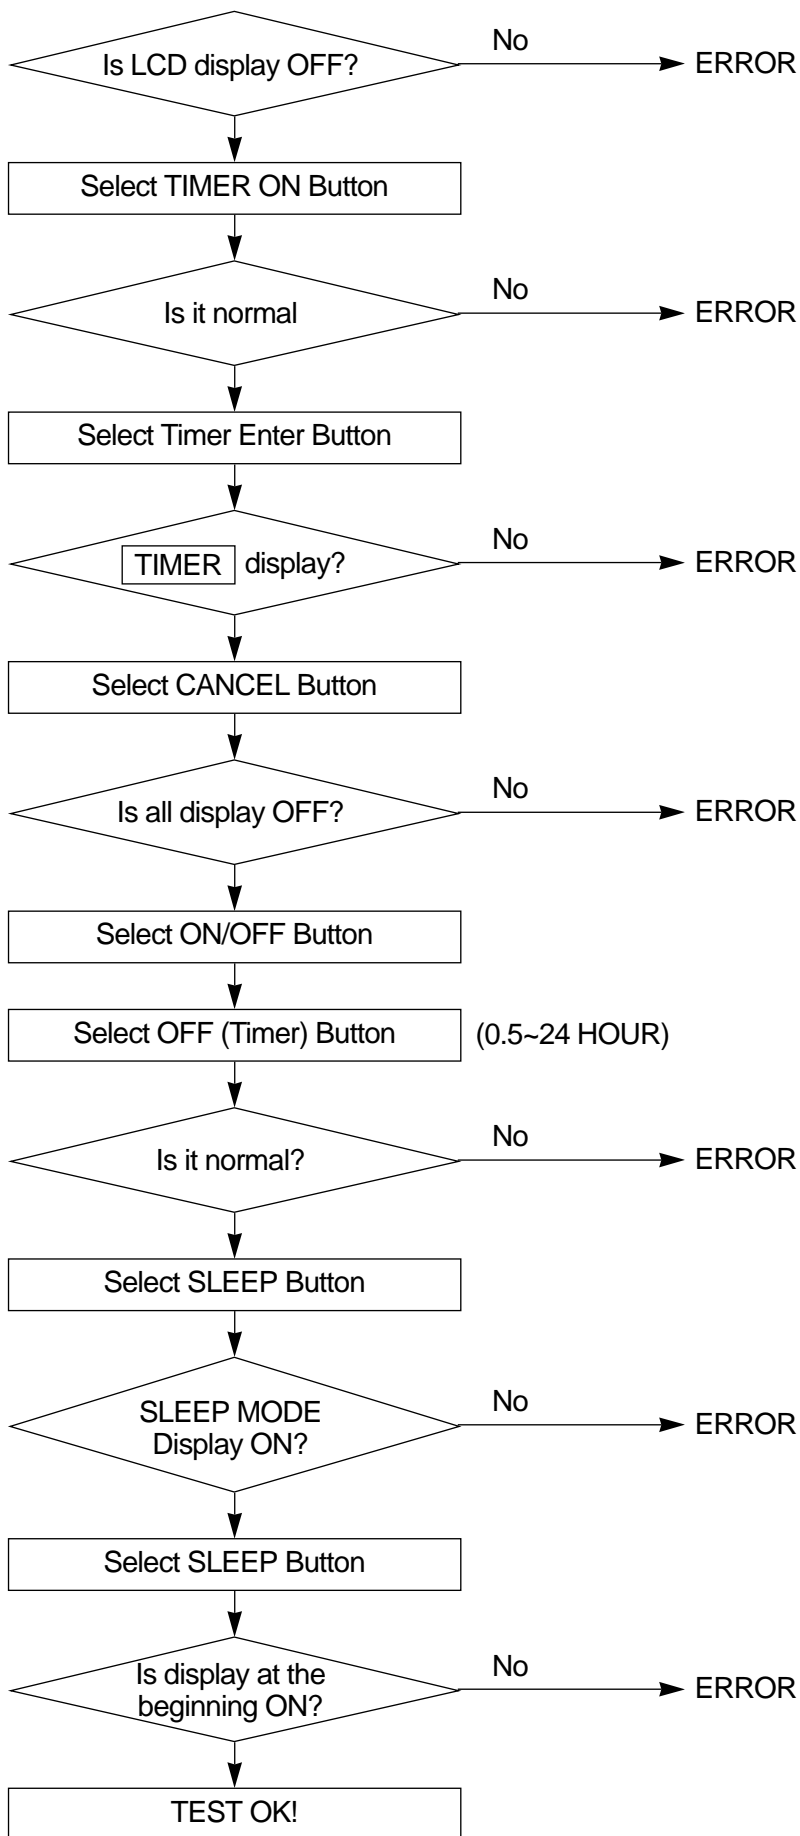 Is LCD display OFF?
No
ERROR
Select TIMER ON Button
Is it normal
No
ERROR
Select Timer Enter Button
TIMER display?
No
ERROR
Select CANCEL Button
Is all display OFF?
No
ERROR
Select ON/OFF Button
Select OFF (Timer) Button
(0.5~24 HOUR)
Is it normal?
No
ERROR
Select SLEEP Button
SLEEP MODE
Display ON?
No
ERROR
Select SLEEP Button
Is display at the
beginning ON?
No
ERROR
TEST OK!